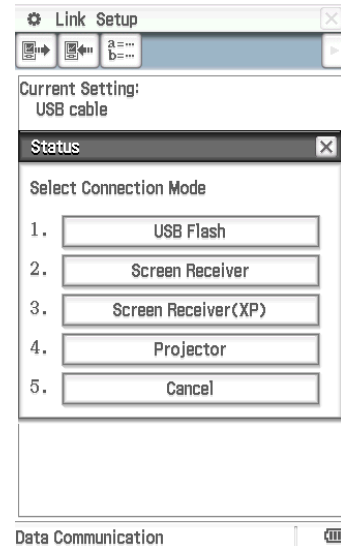 Link Setup
a=...
b=...
Current Setting:
USB cable
Status
Select Connection Mode
1. USB Flash
2. Screen Receiver
3. Screen Receiver(XP)
4. Projector
5. Cancel
Data Communication